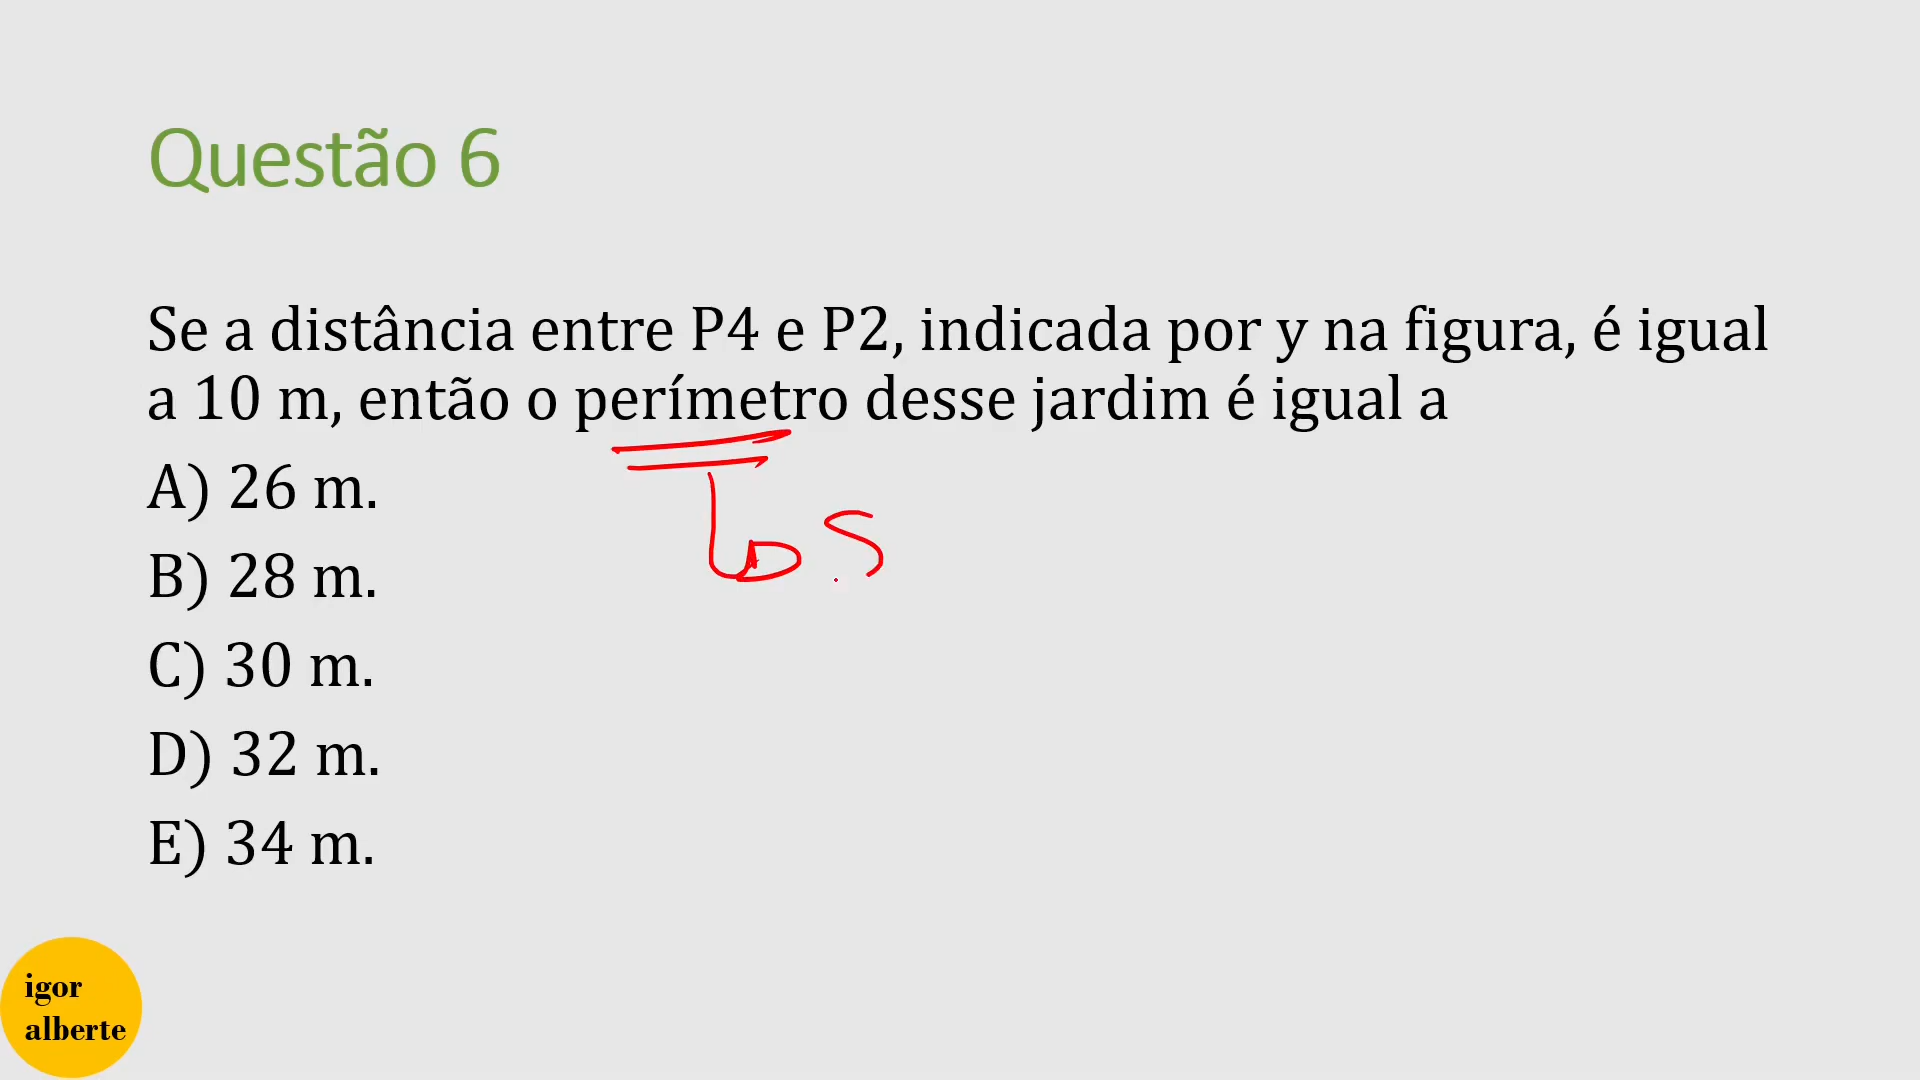 Questão 6
Se a distância entre P4 e P2, indicada por y na figura, é igual
a 10 m, então o perímetro desse jardim é igual a
A) 26 m.
B) 28 m.
C) 30 m.
D) 32 m.
E) 34 m.
igor
alberte